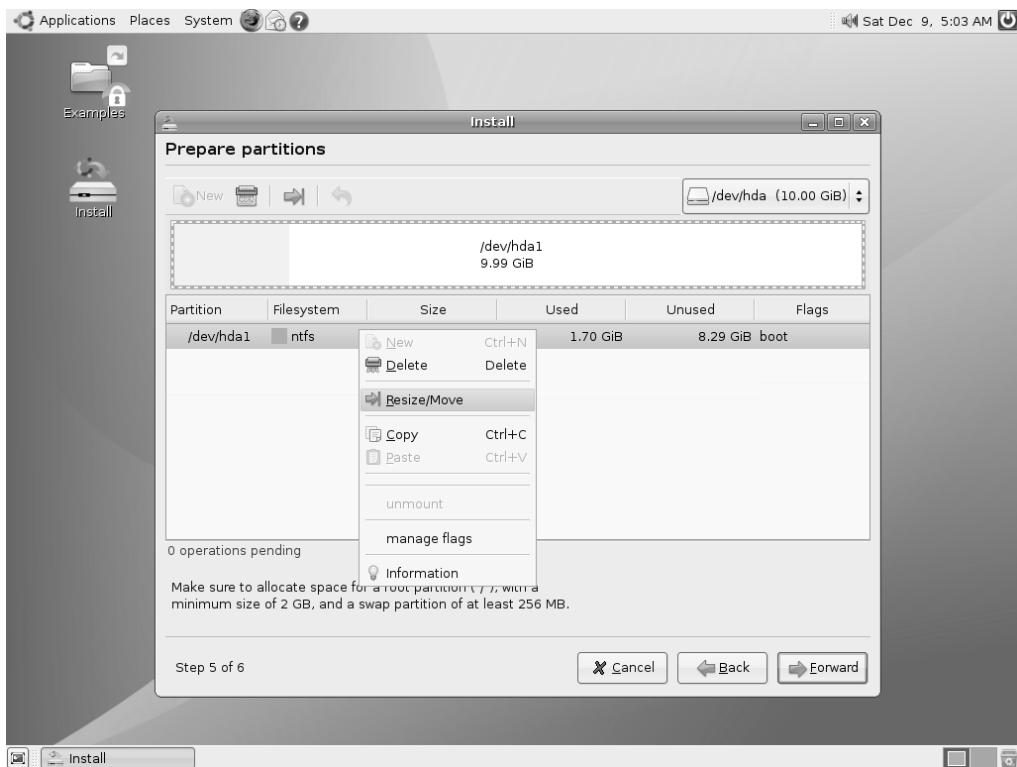 Applications Places System Sat Dec 9, 5:03 AM
Examples
Install
Install
Prepare partitions
New /dev/hda (10.00 GiB)
/dev/hda1
9.99 GiB
Partition Filesystem Size Used Unused Flags
/dev/hda1 ntfs 1.70 GiB 8.29 GiB boot
New Ctrl+N
Delete Delete
Resize/Move
Copy Ctrl+C
Paste Ctrl+V
unmount
manage flags
Information
0 operations pending
Make sure to allocate space for a root partition ("/"), with a
minimum size of 2 GB, and a swap partition of at least 256 MB.
Step 5 of 6 Cancel Back Forward
Install